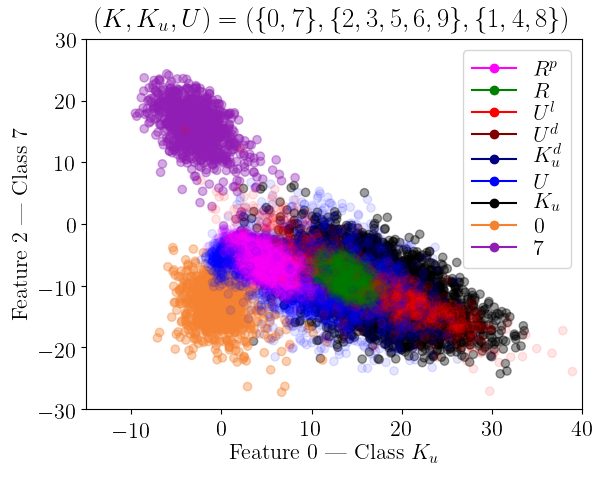 (K, K_u, U) = ({0, 7}, {2, 3, 5, 6, 9}, {1, 4, 8})
30
20
10
0
−10
−20
−30
Feature 2 — Class 7
R^p
R
U^l
U^d
K_u^d
U
K_u
0
7
−10
0
10
20
30
40
Feature 0 — Class K_u